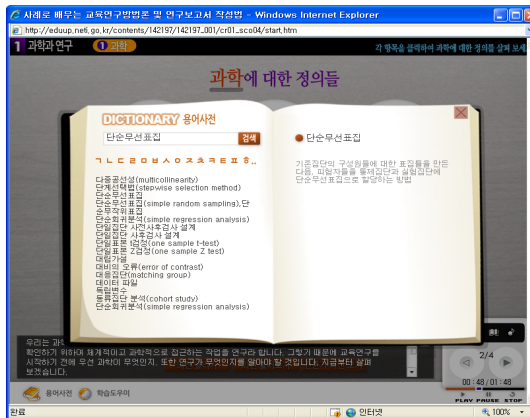 사례로 배우는 교육연구방법론 및 연구보고서 작성법 - Windows Internet Explorer
http://eduup.neti.go.kr/contents/142197/142197_001/cr01_sco04/start.htm
1 과학과 연구
1 과학
각 항목을 클릭하여 과학에 대한 정의를 살펴 보세
과학에 대한 정의들
DICTIONARY 용어사전
단순무선표집
검색
ㄱㄴㄷㄹㅁㅂㅅㅇㅈㅊㅋㅌㅍㅎ..
다중공선성(multicollinearity)
단계선택법(stepwise selection method)
단순무선표집
단순무선표집(simple random sampling),단
순무작위표집
단순회귀분석(simple regression analysis)
단일집단 사전사후검사 설계
단일집단 사후검사 설계
단일표본 t검정(one sample t-test)
단일표본 Z검정(one sample Z test)
대립가설
대비의 오류(error of contrast)
대응집단(matching group)
데이터 파일
독립변수
동류집단 분석(cohort study)
단순회귀분석(simple regression analysis)
단순무선표집
기존집단의 구성원들에 대한 표집틀을 만든
다음, 피험자들을 통제집단과 실험집단에
단순무선표집으로 할당하는 방법
우리는 과
확인하기 위하여 체계적이고 과학적으로 접근하는 작업을 연구라 합니다. 그렇기 때문에 교육연구를
시작하기 전에 우선 과학이 무엇인지, 또한 연구가 무엇인지를 알아야 할 것입니다. 지금부터 살펴
보겠습니다.
2/4
00:48/01:48
PLAY PAUSE STOP
용어사전
학습도우미
완료
인터넷
100%